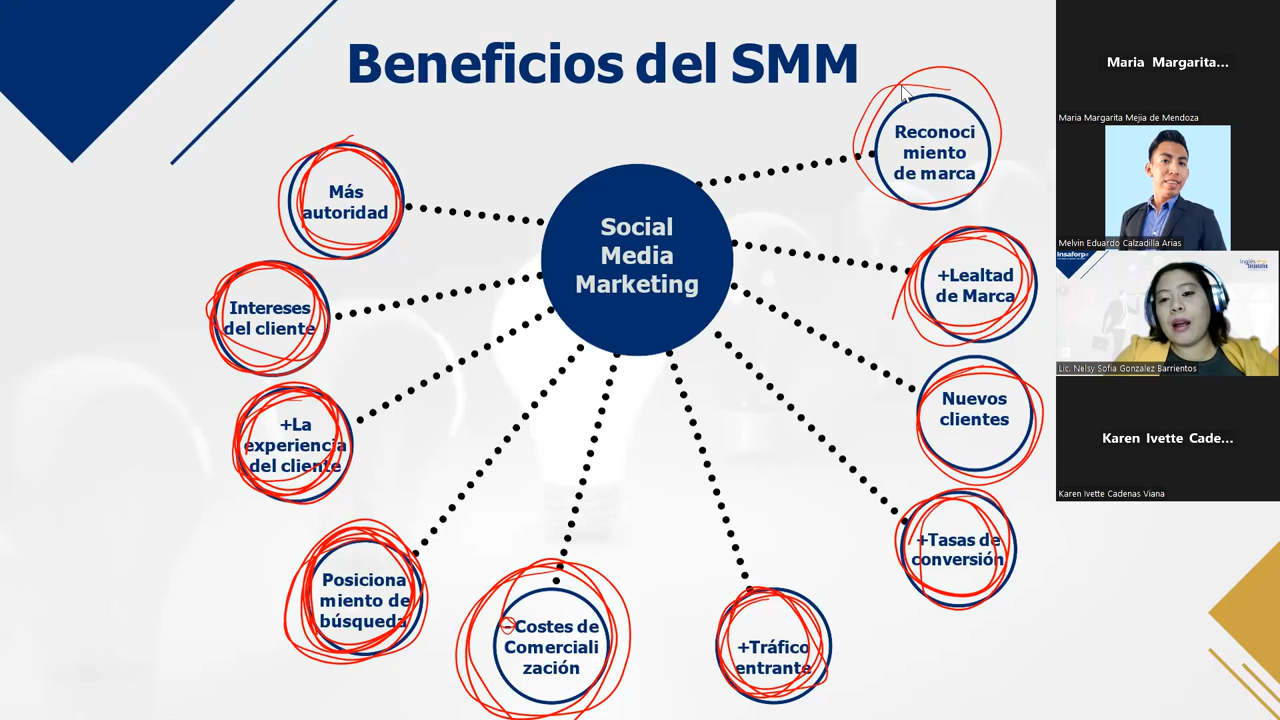 Beneficios del SMM
Social
Media
Marketing
Reconoci
miento
de marca
+Lealtad
de Marca
Nuevos
clientes
+Tasas de
conversión
+Tráfico
entrante
-Costes de
Comerciali
zación
Posiciona
miento de
búsqueda
+La
experiencia
del cliente
Intereses
del cliente
Más
autoridad
Maria Margarita...
Maria Margarita Mejia de Mendoza
Melvin Eduardo Calzadilla Arias
Insaforp
Inglés
Lic. Nelsy Sofia Gonzalez Barrientos
Karen Ivette Cade...
Karen Ivette Cadenas Viana